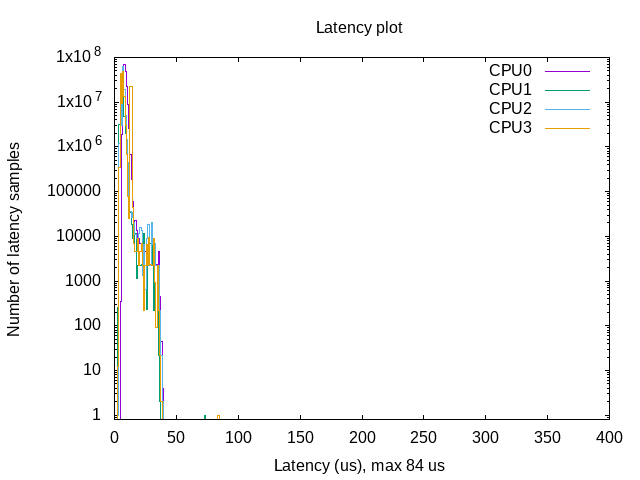 Latency plot
1x10^8
1x10^7
1x10^6
100000
10000
1000
100
10
1
Number of latency samples
CPU0
CPU1
CPU2
CPU3
0 50 100 150 200 250 300 350 400
Latency (us), max 84 us